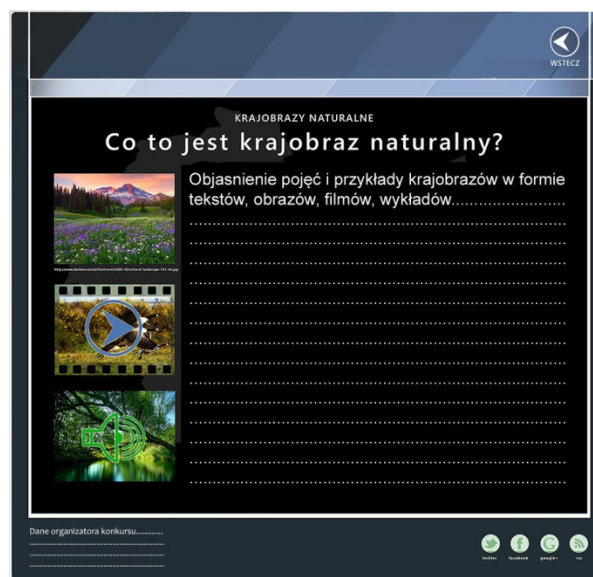 WSTECZ
KRAJOBRAZY NATURALNE
Co to jest krajobraz naturalny?
Objasnienie pojęć i przykłady krajobrazów w formie
tekstów, obrazów, filmów, wykładów.......................
Dane organizatora konkursu............
twitter
facebook
google+
rss